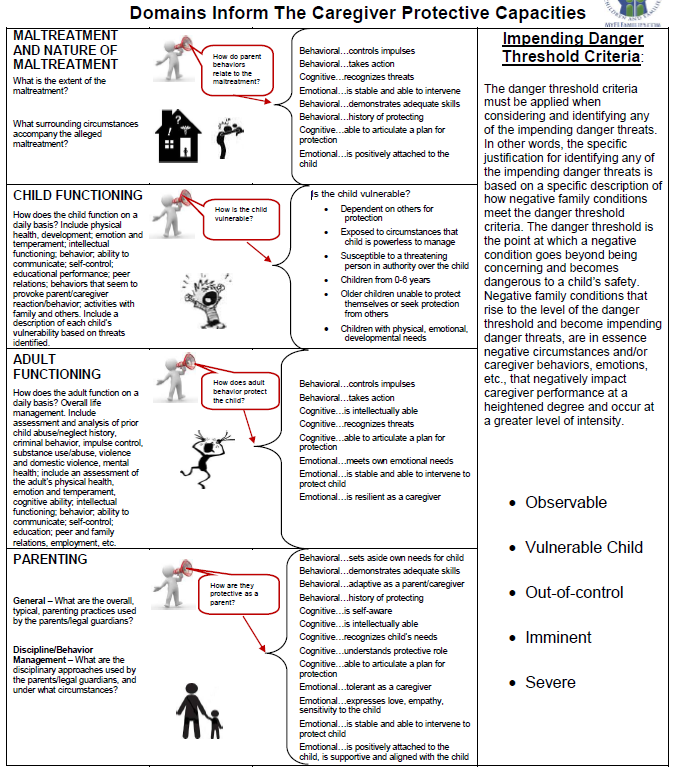 Domains Inform The Caregiver Protective Capacities
MALTREATMENT
AND NATURE OF
MALTREATMENT
What is the extent of the
maltreatment?
What surrounding circumstances
accompany the alleged
maltreatment?
How do parent
behaviors
relate to the
maltreatment?
Behavioral…controls impulses
Behavioral…takes action
Cognitive…recognizes threats
Emotional…is stable and able to intervene
Behavioral…demonstrates adequate skills
Behavioral…history of protecting
Cognitive…able to articulate a plan for
protection
Emotional…is positively attached to the
child
CHILD FUNCTIONING
How does the child function on a
daily basis? Include physical
health, development; emotion and
temperament; intellectual
functioning; behavior; ability to
communicate; self-control;
educational performance; peer
relations; behaviors that seem to
provoke parent/caregiver
reaction/behavior; activities with
family and others. Include a
description of each child's
vulnerability based on threats
identified.
How is the child
vulnerable?
Is the child vulnerable?
• Dependent on others for
protection
• Exposed to circumstances that
child is powerless to manage
• Susceptible to a threatening
person in authority over the child
• Children from 0-6 years
• Older children unable to protect
themselves or seek protection
from others
• Children with physical, emotional,
developmental needs
ADULT
FUNCTIONING
How does the adult function on a
daily basis? Overall life
management. Include
assessment and analysis of prior
child abuse/neglect history,
criminal behavior, impulse control,
substance use/abuse, violence
and domestic violence, mental
health; include an assessment of
the adult's physical health,
emotion and temperament,
cognitive ability; intellectual
functioning; behavior; ability to
communicate; self-control;
education; peer and family
relations, employment, etc.
How does adult
behavior protect
the child?
Behavioral…controls impulses
Behavioral…takes action
Cognitive…is intellectually able
Cognitive…recognizes threats
Cognitive…able to articulate a plan for
protection
Emotional…meets own emotional needs
Emotional…is stable and able to intervene to
protect child
Emotional…is resilient as a caregiver
PARENTING
General – What are the overall,
typical, parenting practices used
by the parents/legal guardians?
Discipline/Behavior
Management – What are the
disciplinary approaches used by
the parents/legal guardians, and
under what circumstances?
How are they
protective as a
parent?
Behavioral…sets aside own needs for child
Behavioral…demonstrates adequate skills
Behavioral…adaptive as a parent/caregiver
Behavioral…history of protecting
Cognitive…is self-aware
Cognitive…is intellectually able
Cognitive…recognizes child's needs
Cognitive…understands protective role
Cognitive…able to articulate a plan for
protection
Emotional…tolerant as a caregiver
Emotional…expresses love, empathy,
sensitivity to the child
Emotional…is stable and able to intervene to
protect child
Emotional…is positively attached to the
child, is supportive and aligned with the child
Impending Danger
Threshold Criteria:
The danger threshold criteria
must be applied when
considering and identifying any
of the impending danger threats.
In other words, the specific
justification for identifying any of
the impending danger threats is
based on a specific description of
how negative family conditions
meet the danger threshold
criteria. The danger threshold is
the point at which a negative
condition goes beyond being
concerning and becomes
dangerous to a child's safety.
Negative family conditions that
rise to the level of the danger
threshold and become impending
danger threats, are in essence
negative circumstances and/or
caregiver behaviors, emotions,
etc., that negatively impact
caregiver performance at a
heightened degree and occur at
a greater level of intensity.
• Observable
• Vulnerable Child
• Out-of-control
• Imminent
• Severe